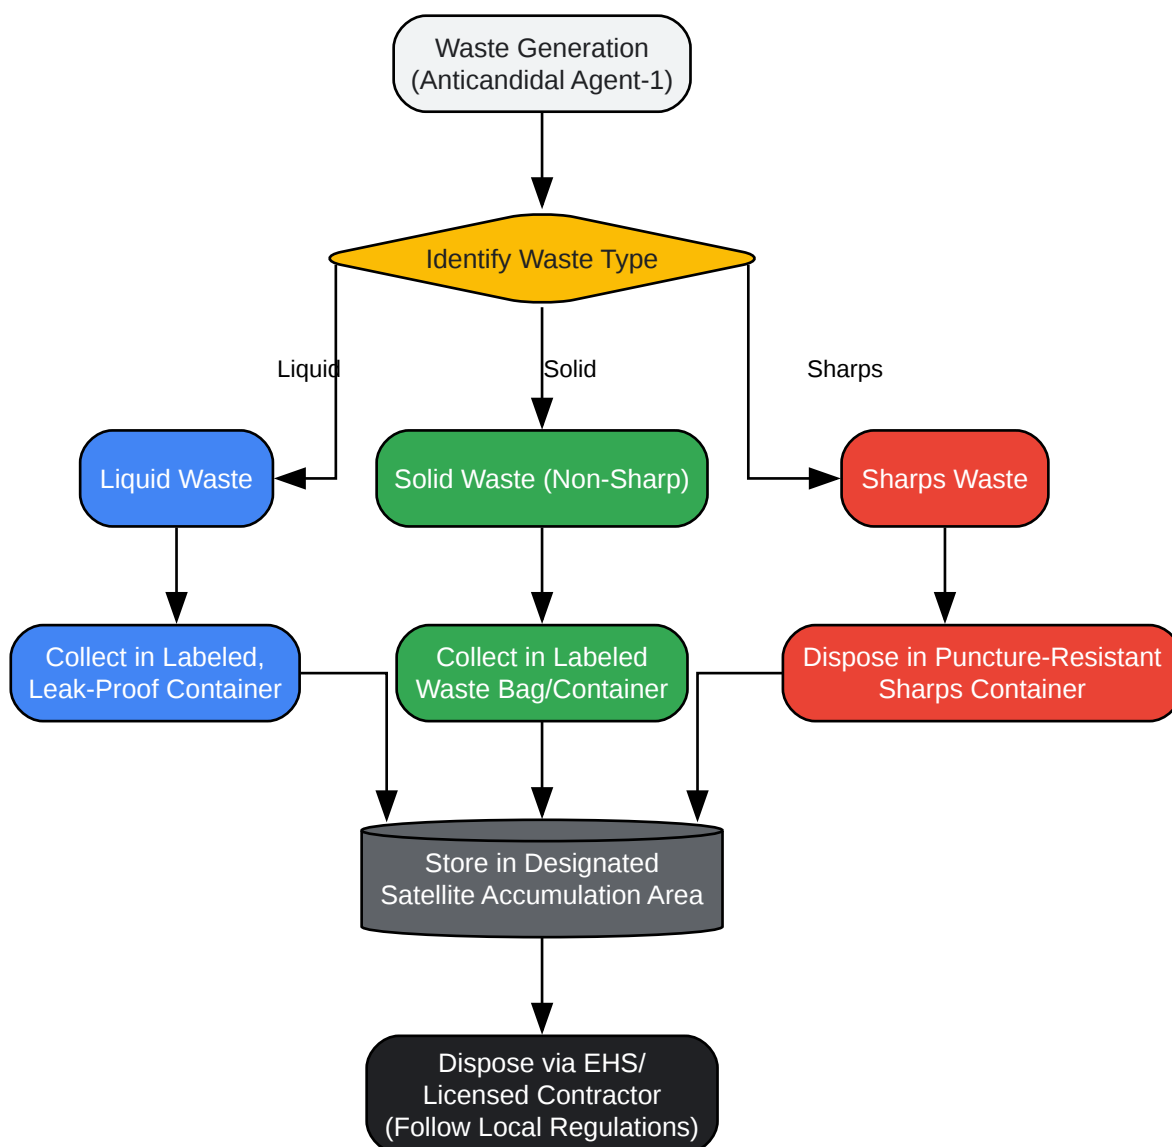 Waste Generation
(Anticandidal Agent-1)
Identify Waste Type
Liquid
Solid
Sharps
Liquid Waste
Solid Waste (Non-Sharp)
Sharps Waste
Collect in Labeled,
Leak-Proof Container
Collect in Labeled
Waste Bag/Container
Dispose in Puncture-Resistant
Sharps Container
Store in Designated
Satellite Accumulation Area
Dispose via EHS/
Licensed Contractor
(Follow Local Regulations)